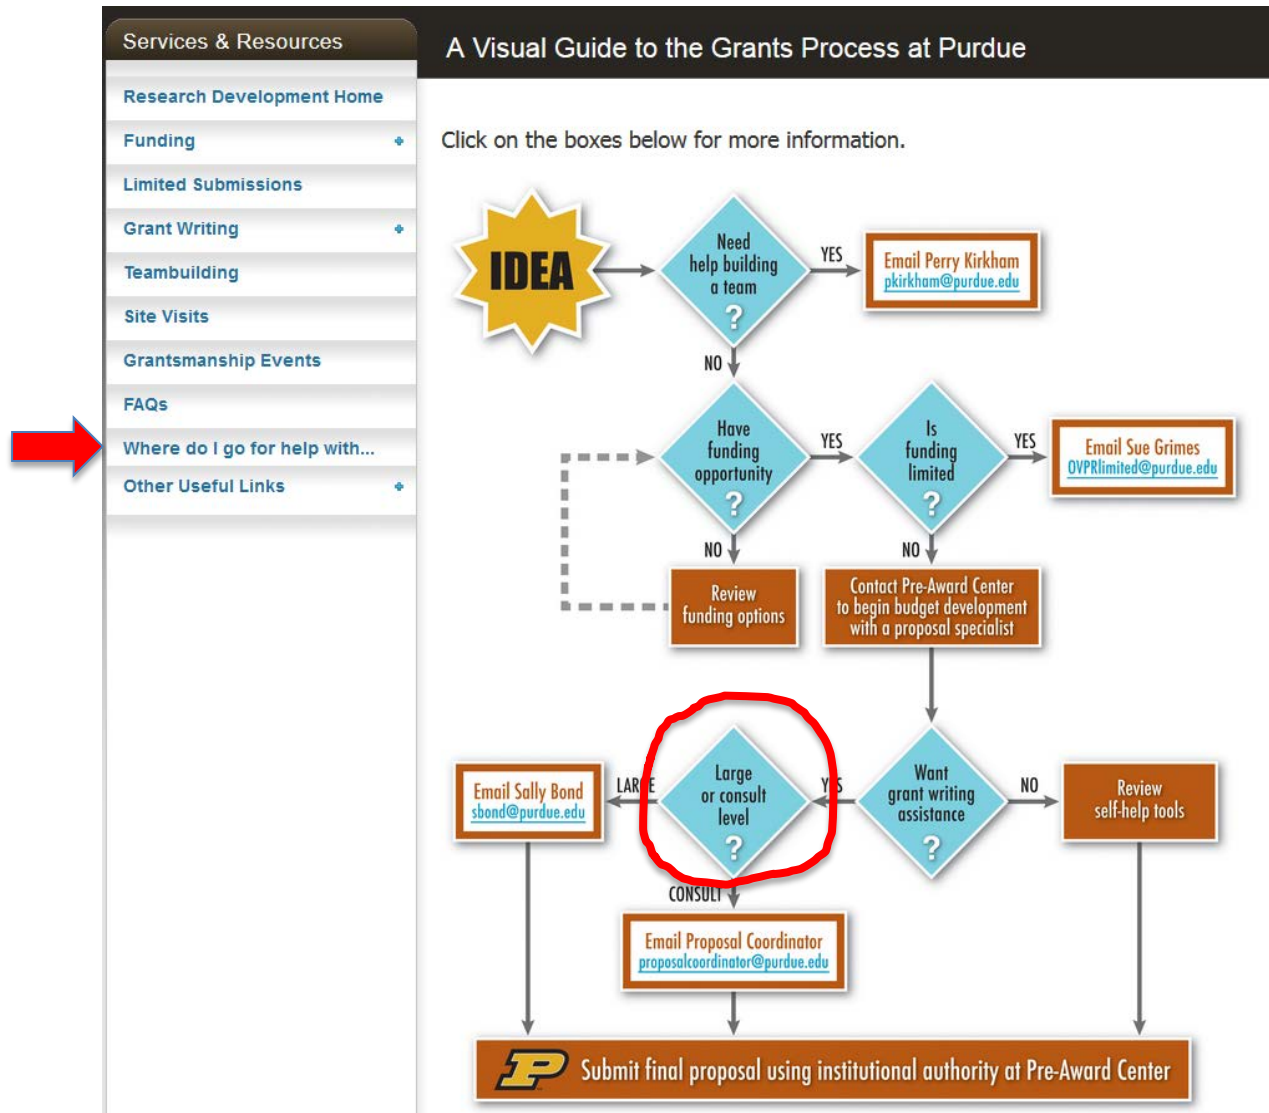 Services & Resources
A Visual Guide to the Grants Process at Purdue
Research Development Home
Funding
Limited Submissions
Grant Writing
Teambuilding
Site Visits
Grantsmanship Events
FAQs
Where do I go for help with...
Other Useful Links
Click on the boxes below for more information.
IDEA
Need
help building
a team
?
YES
Email Perry Kirkham
pkirkham@purdue.edu
NO
Have
funding
opportunity
?
YES
Is
funding
limited
?
YES
Email Sue Grimes
OVPRlimited@purdue.edu
NO
Review
funding options
NO
Contact Pre-Award Center
to begin budget development
with a proposal specialist
Want
grant writing
assistance
?
NO
Review
self-help tools
YES
Large
or consult
level
?
LARGE
Email Sally Bond
sbond@purdue.edu
CONSULT
Email Proposal Coordinator
proposalcoordinator@purdue.edu
P Submit final proposal using institutional authority at Pre-Award Center